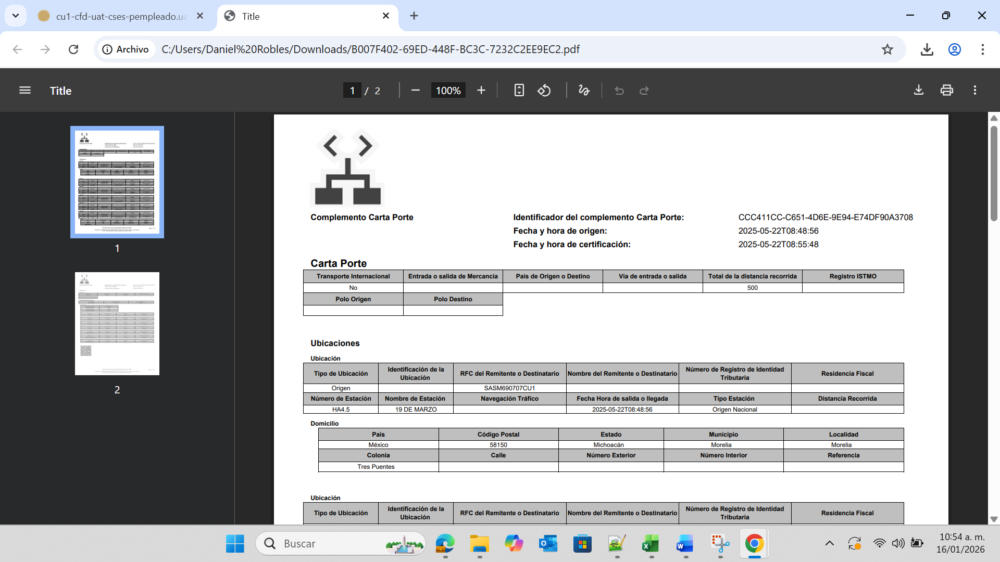 cu1-cfd-uat-cses-pempleado.ua
Title
Archivo
C:/Users/Daniel%20Robles/Downloads/B007F402-69ED-448F-BC3C-7232C2EE9EC2.pdf
Title
1 / 2
100%
1
2
Complemento Carta Porte
Identificador del complemento Carta Porte: CCC411CC-C651-4D6E-9E94-E74DF90A3708
Fecha y hora de origen: 2025-05-22T08:48:56
Fecha y hora de certificación: 2025-05-22T08:55:48
Carta Porte
Transporte Internacional Entrada o salida de Mercancía País de Origen o Destino Vía de entrada o salida Total de la distancia recorrida Registro ISTMO
No 500
Polo Origen Polo Destino
Ubicaciones
Ubicación
Tipo de Ubicación Identificación de la Ubicación RFC del Remitente o Destinatario Nombre del Remitente o Destinatario Número de Registro de Identidad Tributaria Residencia Fiscal
Origen SASM690707CU1
Número de Estación Nombre de Estación Navegación Tráfico Fecha Hora de salida o llegada Tipo Estación Distancia Recorrida
HA4.5 19 DE MARZO 2025-05-22T08:48:56 Origen Nacional
Domicilio
País Código Postal Estado Municipio Localidad
México 58150 Michoacán Morelia Morelia
Colonia Calle Número Exterior Número Interior Referencia
Tres Puentes
Ubicación
Tipo de Ubicación Identificación de la Ubicación RFC del Remitente o Destinatario Nombre del Remitente o Destinatario Número de Registro de Identidad Tributaria Residencia Fiscal
Buscar
10:54 a. m.
16/01/2026